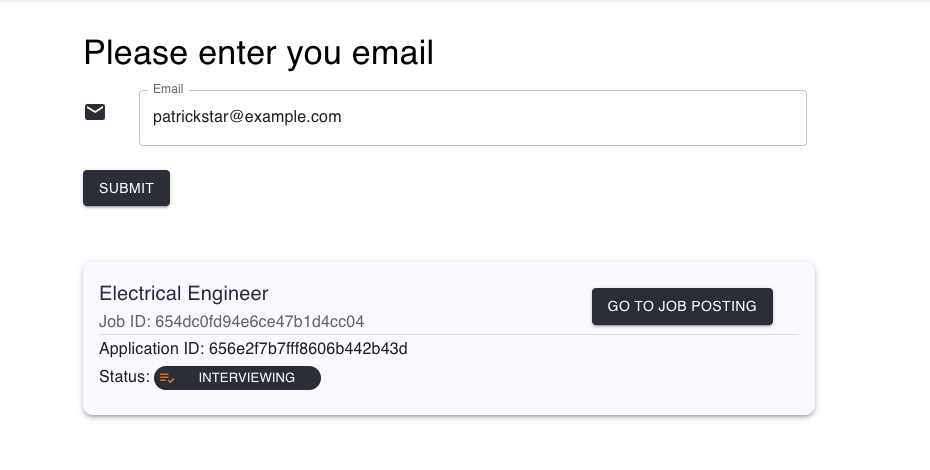 Please enter you email
Email
patrickstar@example.com
SUBMIT
Electrical Engineer
GO TO JOB POSTING
Job ID: 654dc0fd94e6ce47b1d4cc04
Application ID: 656e2f7b7fff8606b442b43d
Status: INTERVIEWING